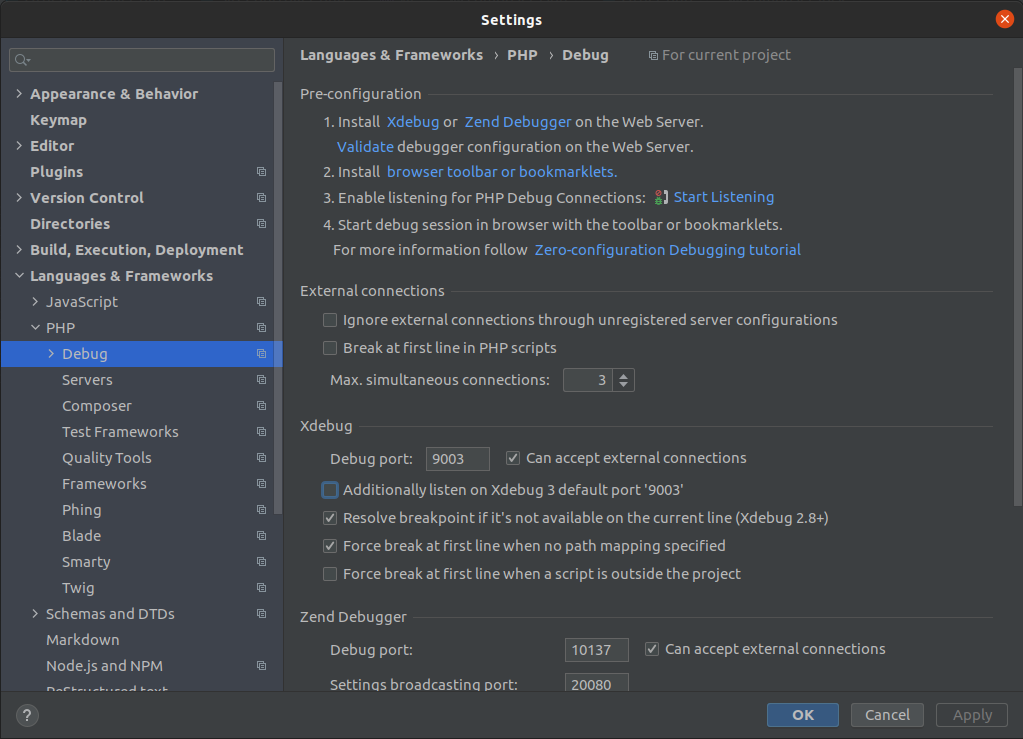 Settings
Appearance & Behavior
Keymap
Editor
Plugins
Version Control
Directories
Build, Execution, Deployment
Languages & Frameworks
JavaScript
PHP
Debug
Servers
Composer
Test Frameworks
Quality Tools
Frameworks
Phing
Blade
Smarty
Twig
Schemas and DTDs
Markdown
Node.js and NPM
ReStructured text
Languages & Frameworks › PHP › Debug For current project
Pre-configuration
1. Install Xdebug or Zend Debugger on the Web Server.
Validate debugger configuration on the Web Server.
2. Install browser toolbar or bookmarklets.
3. Enable listening for PHP Debug Connections: Start Listening
4. Start debug session in browser with the toolbar or bookmarklets.
For more information follow Zero-configuration Debugging tutorial
External connections
Ignore external connections through unregistered server configurations
Break at first line in PHP scripts
Max. simultaneous connections: 3
Xdebug
Debug port: 9003 Can accept external connections
Additionally listen on Xdebug 3 default port '9003'
Resolve breakpoint if it's not available on the current line (Xdebug 2.8+)
Force break at first line when no path mapping specified
Force break at first line when a script is outside the project
Zend Debugger
Debug port: 10137 Can accept external connections
Settings broadcasting port: 20080
? OK Cancel Apply